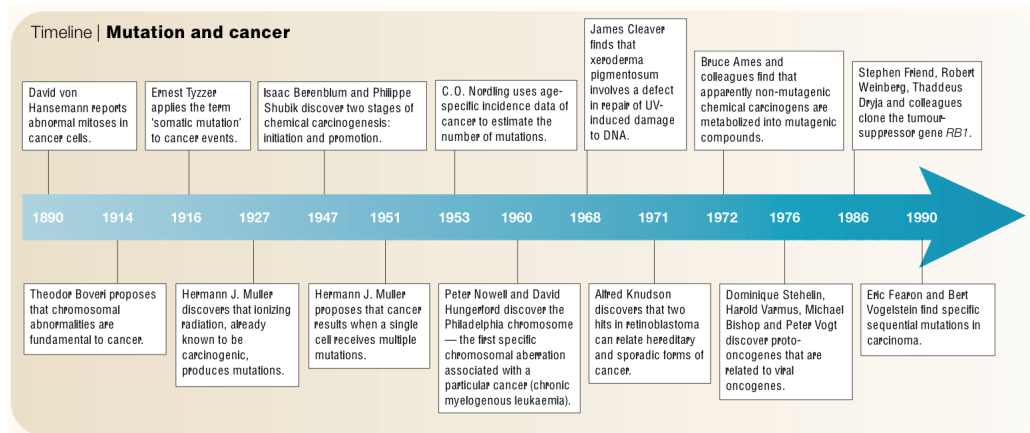 Timeline | Mutation and cancer
David von
Hansemann reports
abnormal mitoses in
cancer cells.
Ernest Tyzzer
applies the term
‘somatic mutation’
to cancer events.
Isaac Berenblum and Philippe
Shubik discover two stages of
chemical carcinogenesis:
initiation and promotion.
C.O. Nordling uses age-
specific incidence data of
cancer to estimate the
number of mutations.
James Cleaver
finds that
xeroderma
pigmentosum
involves a defect
in repair of UV-
induced damage
to DNA.
Bruce Ames and
colleagues find that
apparently non-mutagenic
chemical carcinogens are
metabolized into mutagenic
compounds.
Stephen Friend, Robert
Weinberg, Thaddeus
Dryja and colleagues
clone the tumour-
suppressor gene RB1.
1890 1914 1916 1927 1947 1951 1953 1960 1968 1971 1972 1976 1986 1990
Theodor Boveri proposes
that chromosomal
abnormalities are
fundamental to cancer.
Hermann J. Muller
discovers that ionizing
radiation, already
known to be
carcinogenic,
produces mutations.
Hermann J. Muller
proposes that cancer
results when a single
cell receives multiple
mutations.
Peter Nowell and David
Hungerford discover the
Philadelphia chromosome
— the first specific
chromosomal aberration
associated with a
particular cancer (chronic
myelogenous leukaemia).
Alfred Knudson
discovers that two
hits in retinoblastoma
can relate hereditary
and sporadic forms of
cancer.
Dominique Stehelin,
Harold Varmus, Michael
Bishop and Peter Vogt
discover proto-
oncogenes that are
related to viral
oncogenes.
Eric Fearon and Bert
Vogelstein find specific
sequential mutations in
carcinoma.